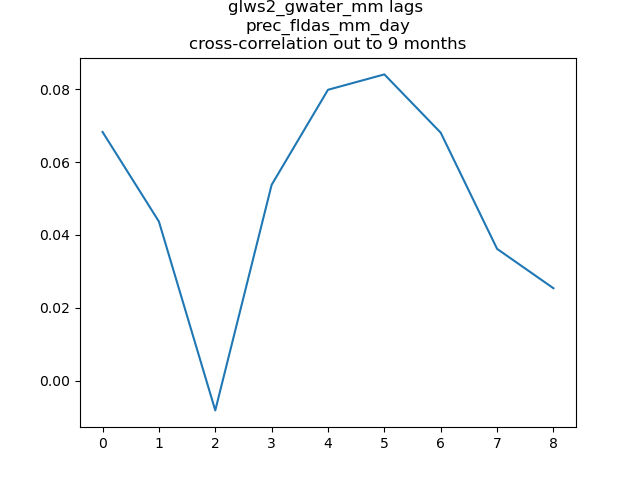 glws2_gwater_mm lags
prec_fldas_mm_day
cross-correlation out to 9 months
0.08
0.06
0.04
0.02
0.00
0 1 2 3 4 5 6 7 8